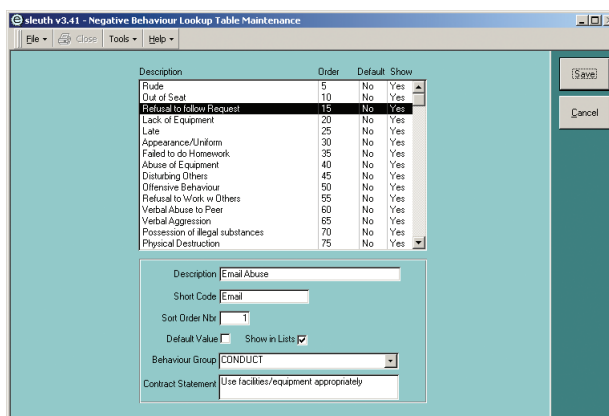 sleuth v3.41 - Negative Behaviour Lookup Table Maintenance
File Close Tools Help
Description Order Default Show
Rude 5 No Yes
Out of Seat 10 No Yes
Refusal to follow Request 15 No Yes
Lack of Equipment 20 No Yes
Late 25 No Yes
Appearance/Uniform 30 No Yes
Failed to do Homework 35 No Yes
Abuse of Equipment 40 No Yes
Disturbing Others 45 No Yes
Offensive Behaviour 50 No Yes
Refusal to Work w Others 55 No Yes
Verbal Abuse to Peer 60 No Yes
Verbal Aggression 65 No Yes
Possession of illegal substances 70 No Yes
Physical Destruction 75 No Yes
Save
Cancel
Description Email Abuse
Short Code Email
Sort Order Nbr 1
Default Value Show in Lists
Behaviour Group CONDUCT
Contract Statement Use facilities/equipment appropriately